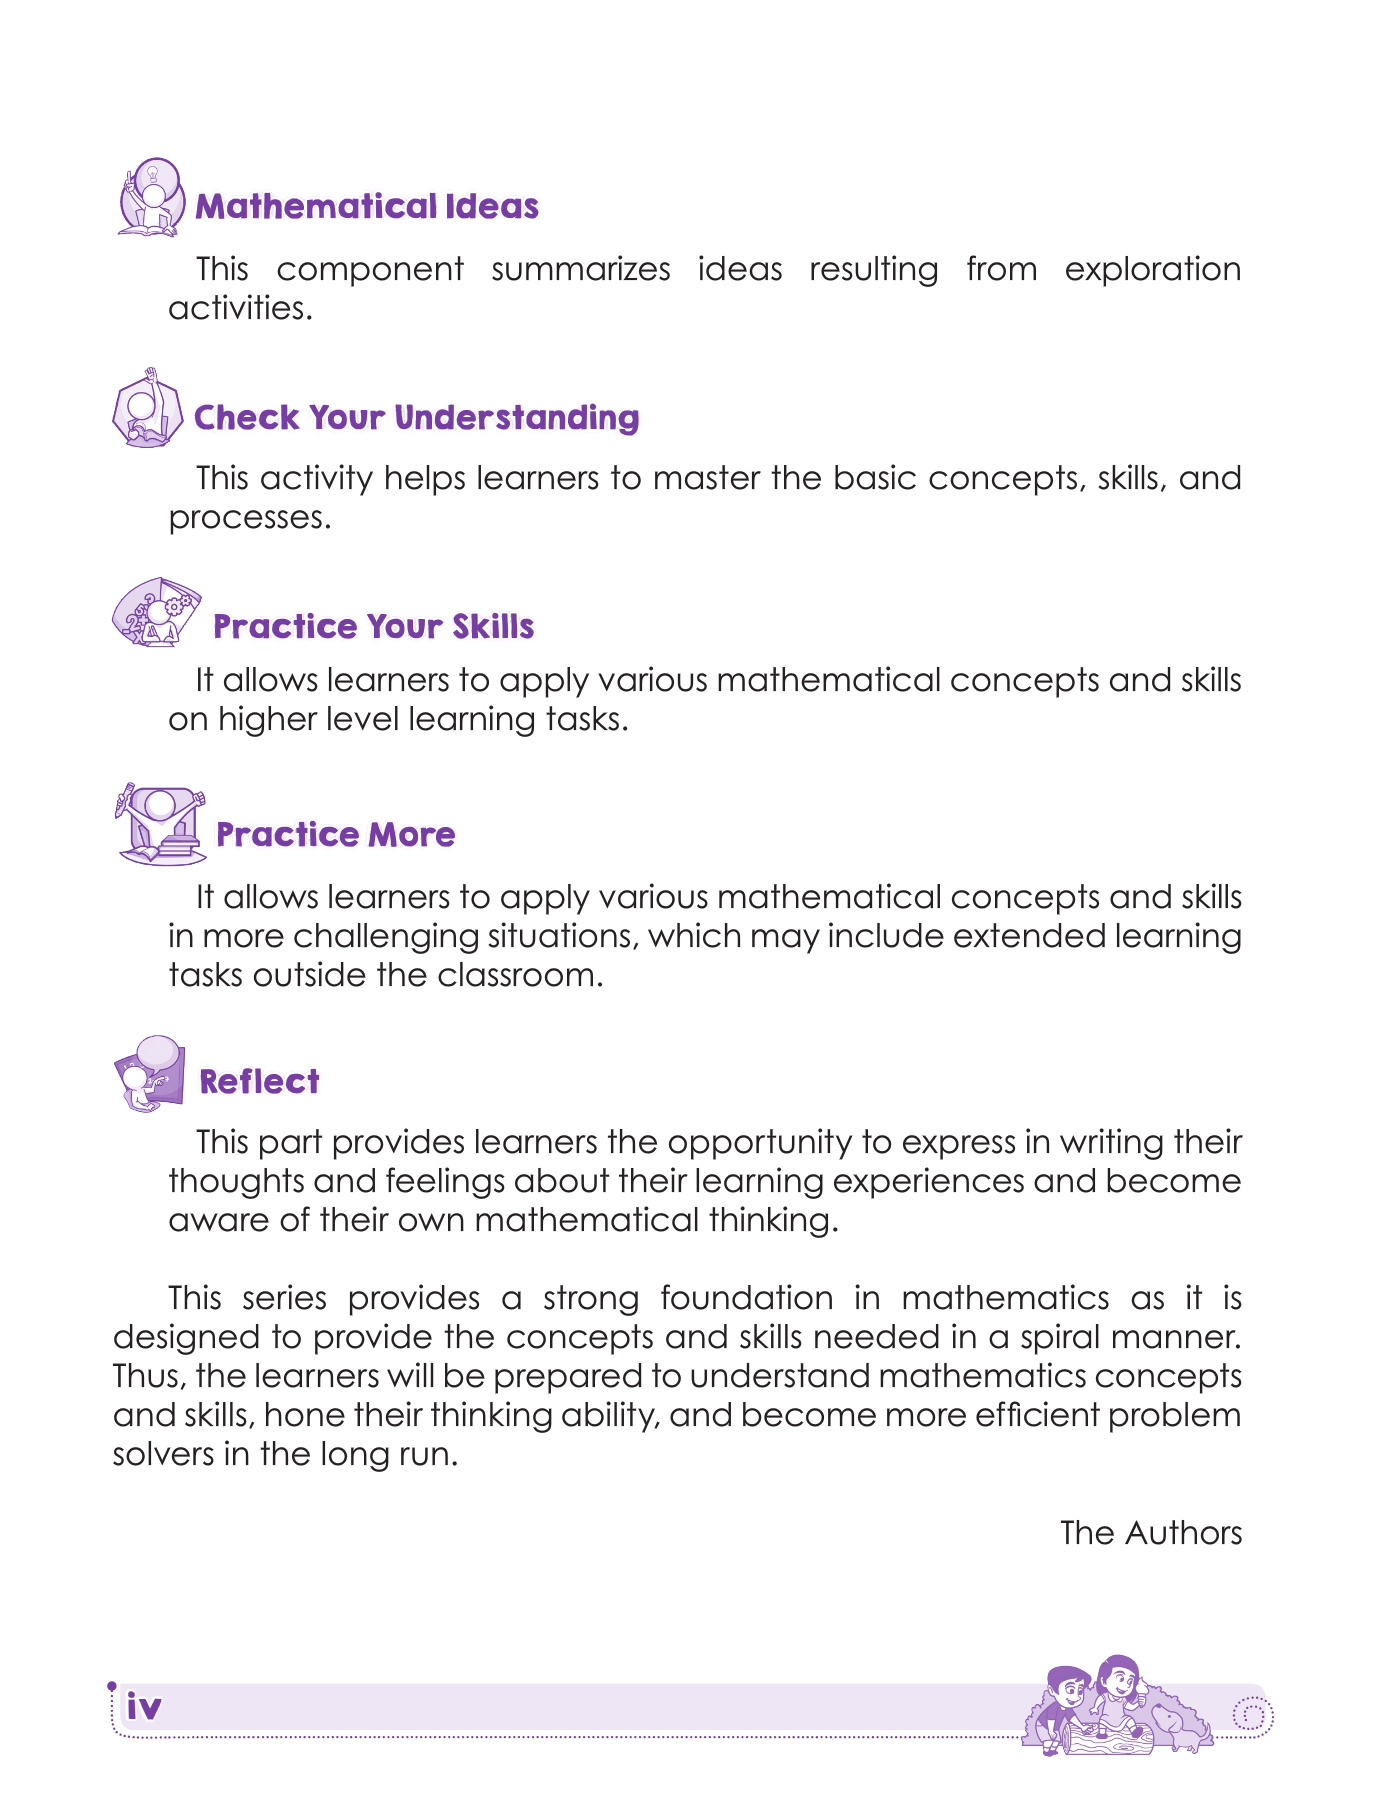 Mathematical Ideas
This component summarizes ideas resulting from exploration
activities.
Check Your Understanding
This activity helps learners to master the basic concepts, skills, and
processes.
Practice Your Skills
It allows learners to apply various mathematical concepts and skills
on higher level learning tasks.
Practice More
It allows learners to apply various mathematical concepts and skills
in more challenging situations, which may include extended learning
tasks outside the classroom.
Reflect
This part provides learners the opportunity to express in writing their
thoughts and feelings about their learning experiences and become
aware of their own mathematical thinking.
This series provides a strong foundation in mathematics as it is
designed to provide the concepts and skills needed in a spiral manner.
Thus, the learners will be prepared to understand mathematics concepts
and skills, hone their thinking ability, and become more efficient problem
solvers in the long run.
The Authors
iv